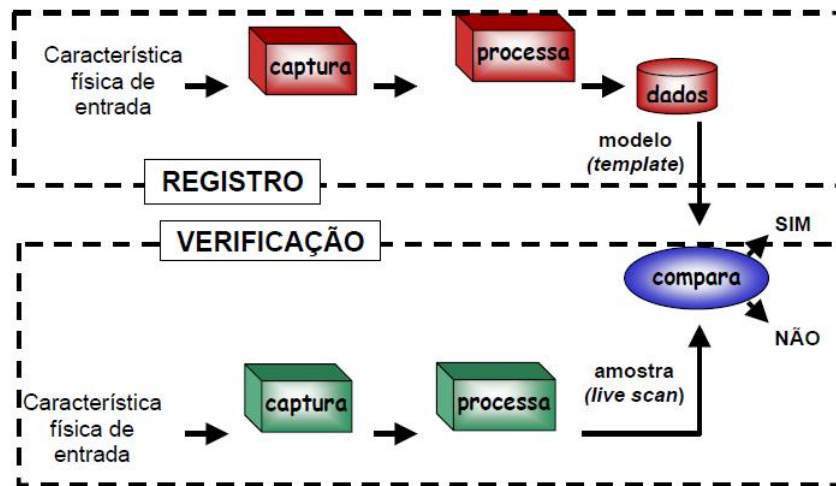 Característica
física de
entrada
captura
processa
dados
modelo
(template)
REGISTRO
VERIFICAÇÃO
SIM
compara
NÃO
Característica
física de
entrada
captura
processa
amostra
(live scan)